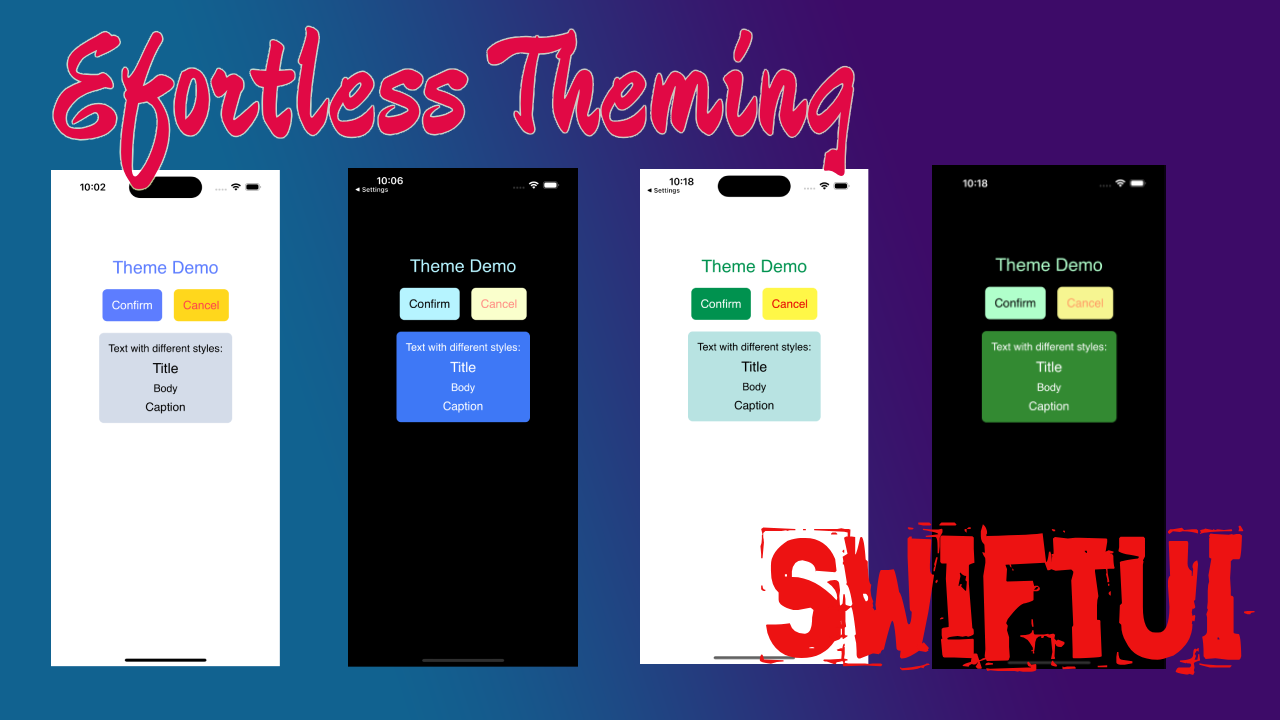 Efortless Theming
10:02
Theme Demo
Confirm
Cancel
Text with different styles:
Title
Body
Caption
10:06
◀ Settings
Theme Demo
Confirm
Cancel
Text with different styles:
Title
Body
Caption
10:18
◀ Settings
Theme Demo
Confirm
Cancel
Text with different styles:
Title
Body
Caption
10:18
Theme Demo
Confirm
Cancel
Text with different styles:
Title
Body
Caption
SWIFTUI